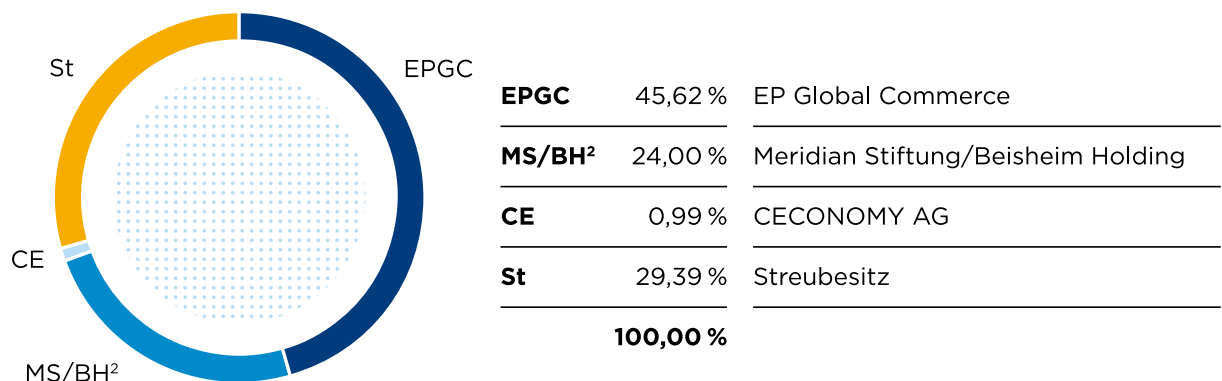 St
EPGC
CE
MS/BH²
EPGC 45,62 % EP Global Commerce
MS/BH² 24,00 % Meridian Stiftung/Beisheim Holding
CE 0,99 % CECONOMY AG
St 29,39 % Streubesitz
100,00 %